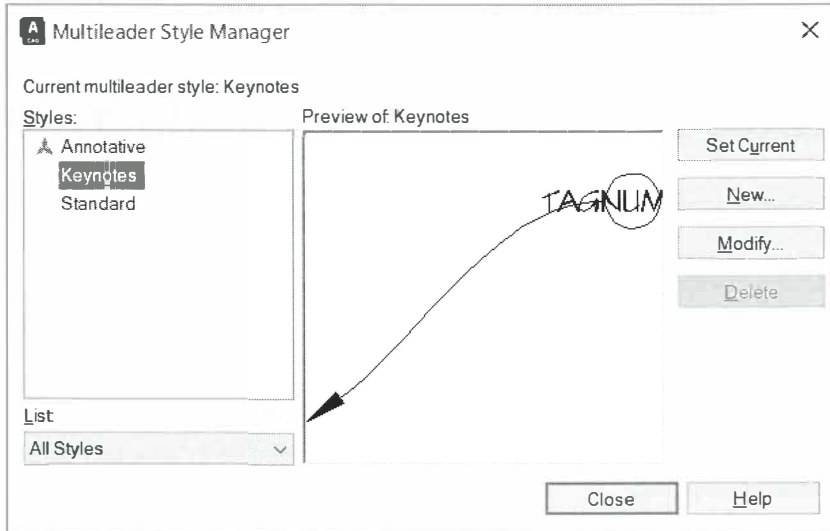 A
CAD
Multileader Style Manager
Current multileader style: Keynotes
Styles:
Preview of: Keynotes
Annotative
Keynotes
Standard
TAGNUM
Set Current
New...
Modify...
Delete
List:
All Styles
Close
Help